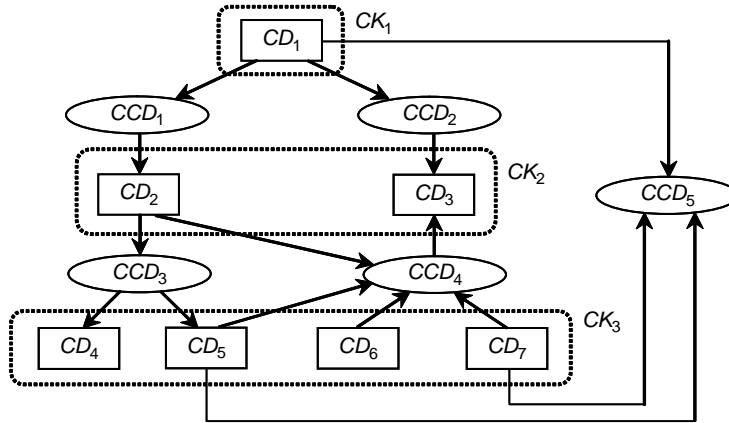 CK₁
CD₁
CCD₁
CCD₂
CK₂
CD₂
CD₃
CCD₅
CCD₃
CCD₄
CK₃
CD₄
CD₅
CD₆
CD₇